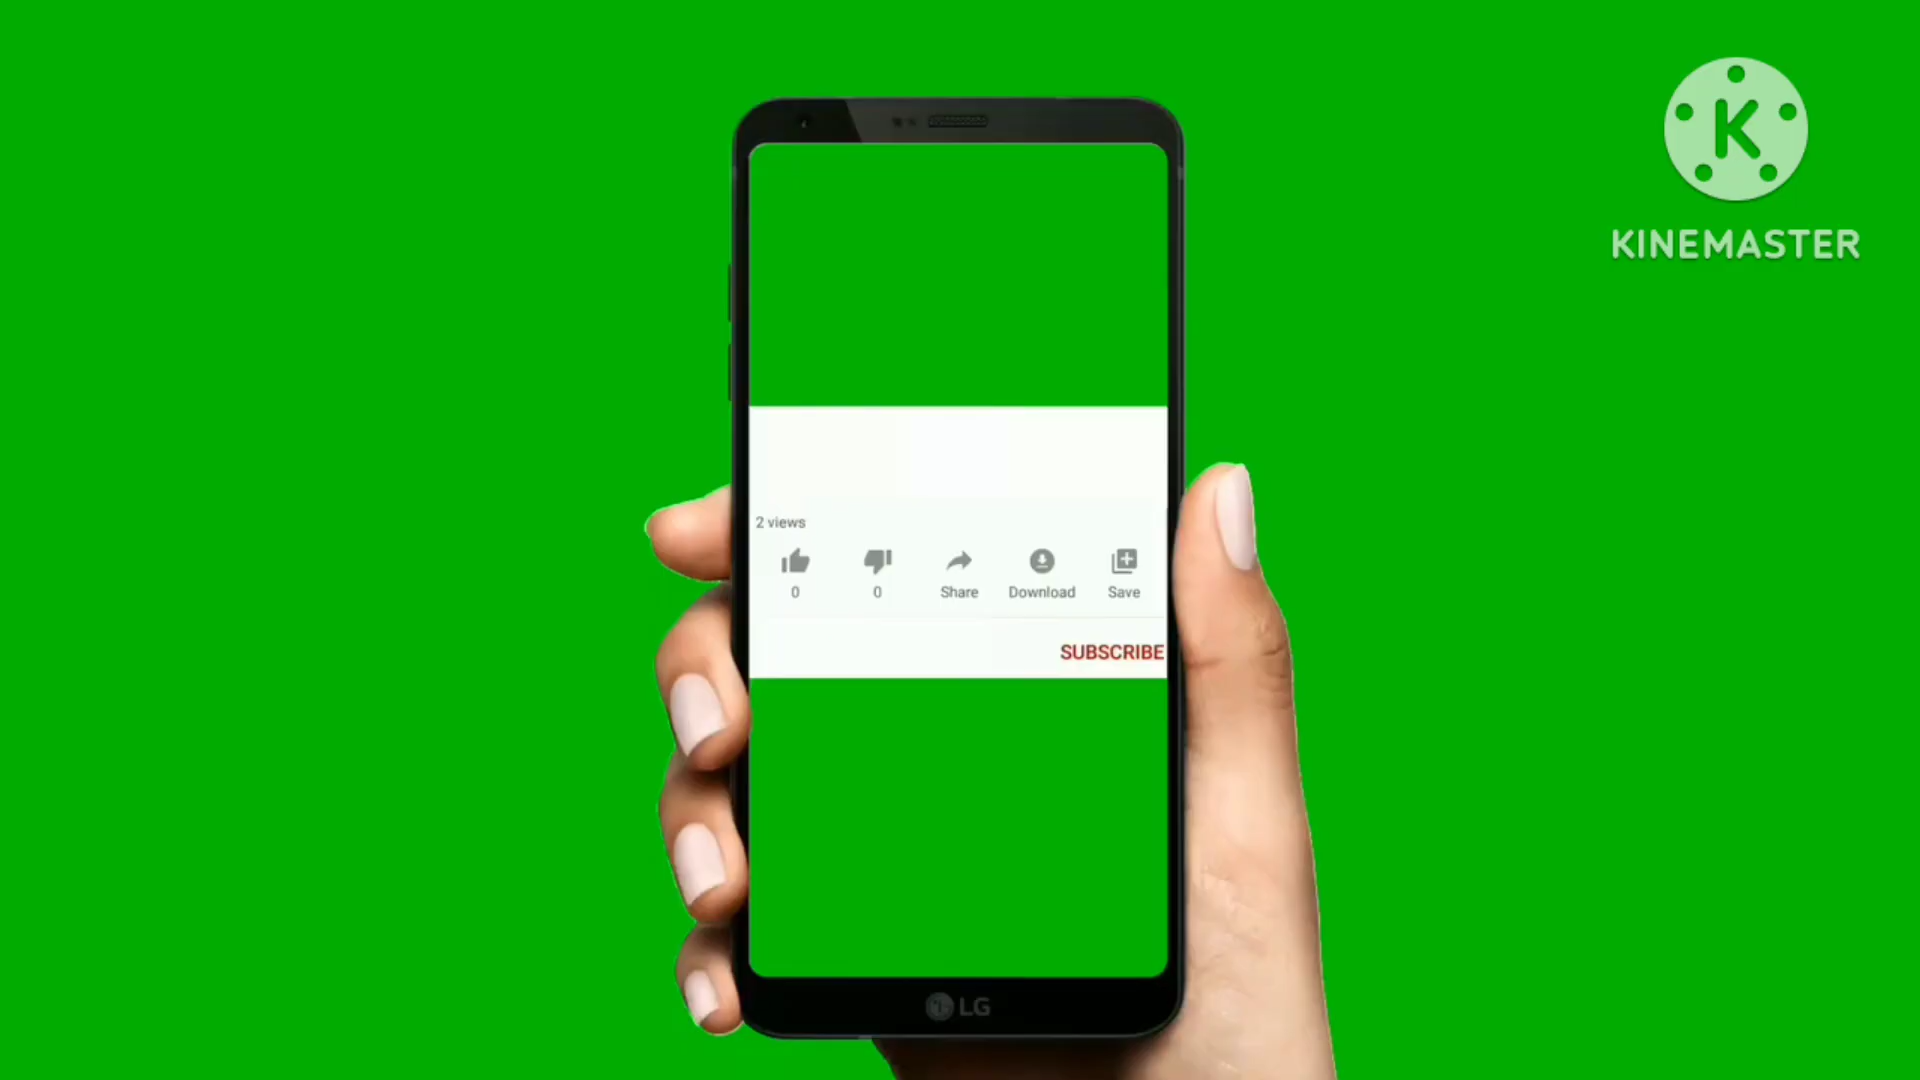 K
KINEMASTER
2 views
0 0 Share Download Save
SUBSCRIBE
LG